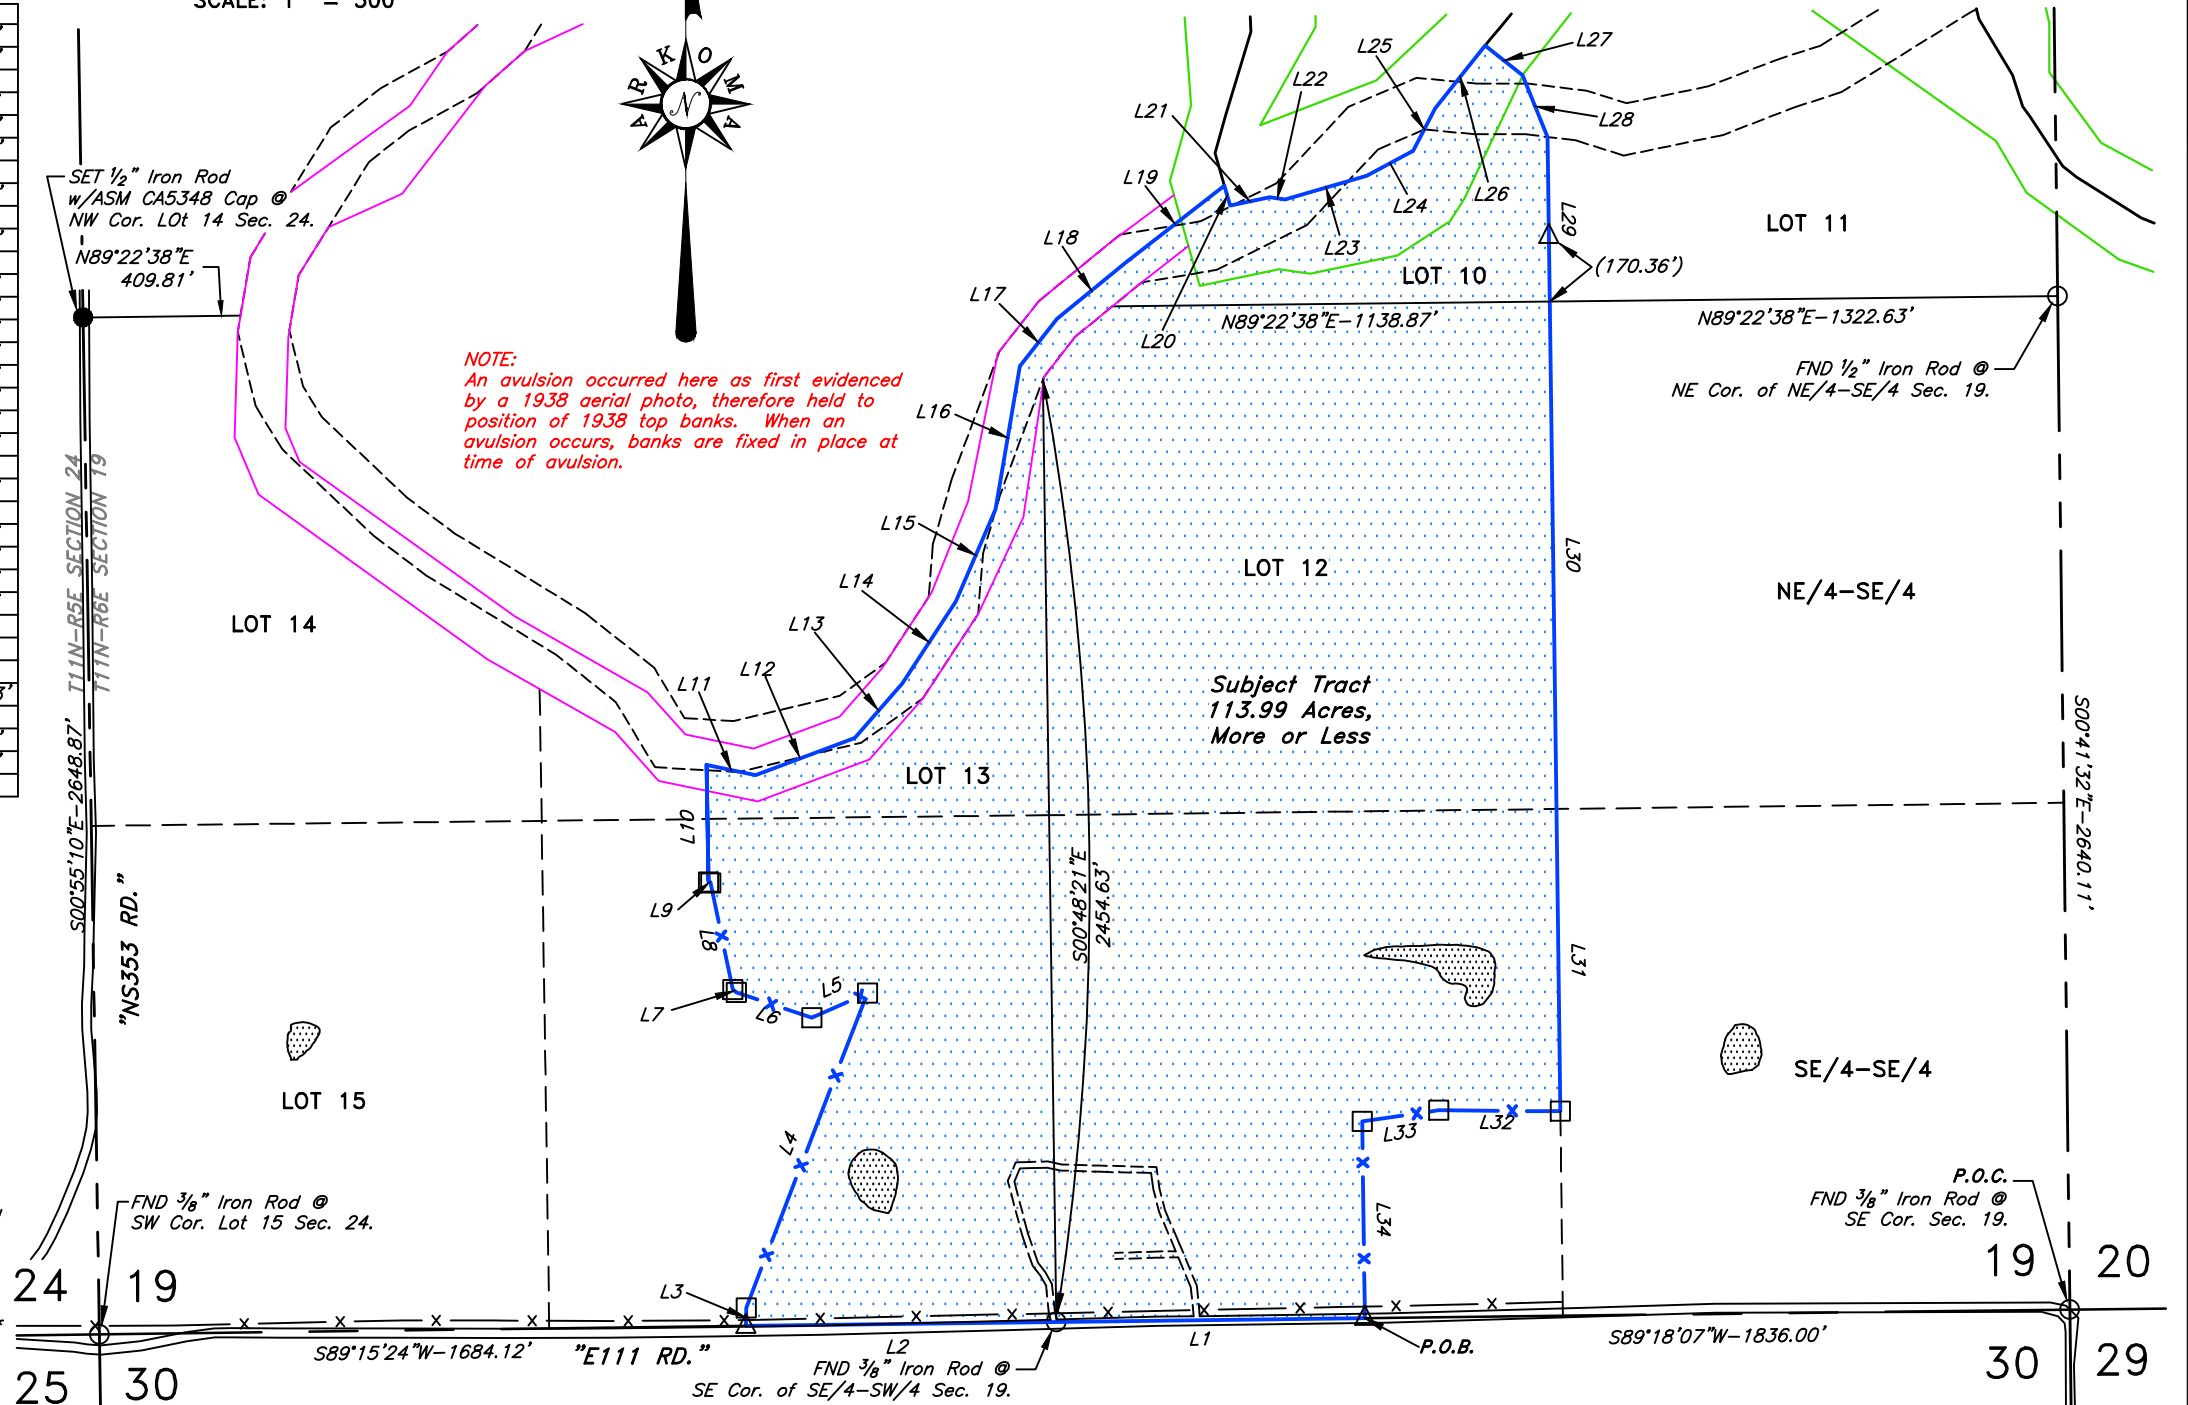 SCALE: 1" = 300'
A R K O M A
N
SET ½" Iron Rod
w/ASM CA5348 Cap @
NW Cor. LOt 14 Sec. 24.
N89°22'38"E
409.81'
NOTE:
An avulsion occurred here as first evidenced
by a 1938 aerial photo, therefore held to
position of 1938 top banks. When an
avulsion occurs, banks are fixed in place at
time of avulsion.
L27
L25
L22
L21
L28
L19
L26
L24
L29
L23
L18
L17
L20
(170.36')
LOT 11
LOT 10
N89°22'38"E-1138.87'
N89°22'38"E-1322.63'
FND ½" Iron Rod @
NE Cor. of NE/4-SE/4 Sec. 19.
L16
L15
L14
L13
L12
L11
L30
LOT 12
NE/4-SE/4
LOT 14
T11N-R5E SECTION 24
T11N-R6E SECTION 19
S00°55'10"E-2648.87'
Subject Tract
113.99 Acres,
More or Less
S00°41'32"E-2640.11'
LOT 13
L10
"NS353 RD."
L9
L8
L7
L6
L5
S00°48'21"E
2454.63'
L31
LOT 15
SE/4-SE/4
L4
L33
L32
L34
P.O.C.
FND ⅜" Iron Rod @
SE Cor. Sec. 19.
FND ⅜" Iron Rod @
SW Cor. Lot 15 Sec. 24.
24
19
19
20
L3
S89°15'24"W-1684.12'
"E111 RD."
L2
L1
P.O.B.
S89°18'07"W-1836.00'
FND ⅜" Iron Rod @
SE Cor. of SE/4-SW/4 Sec. 19.
25
30
30
29